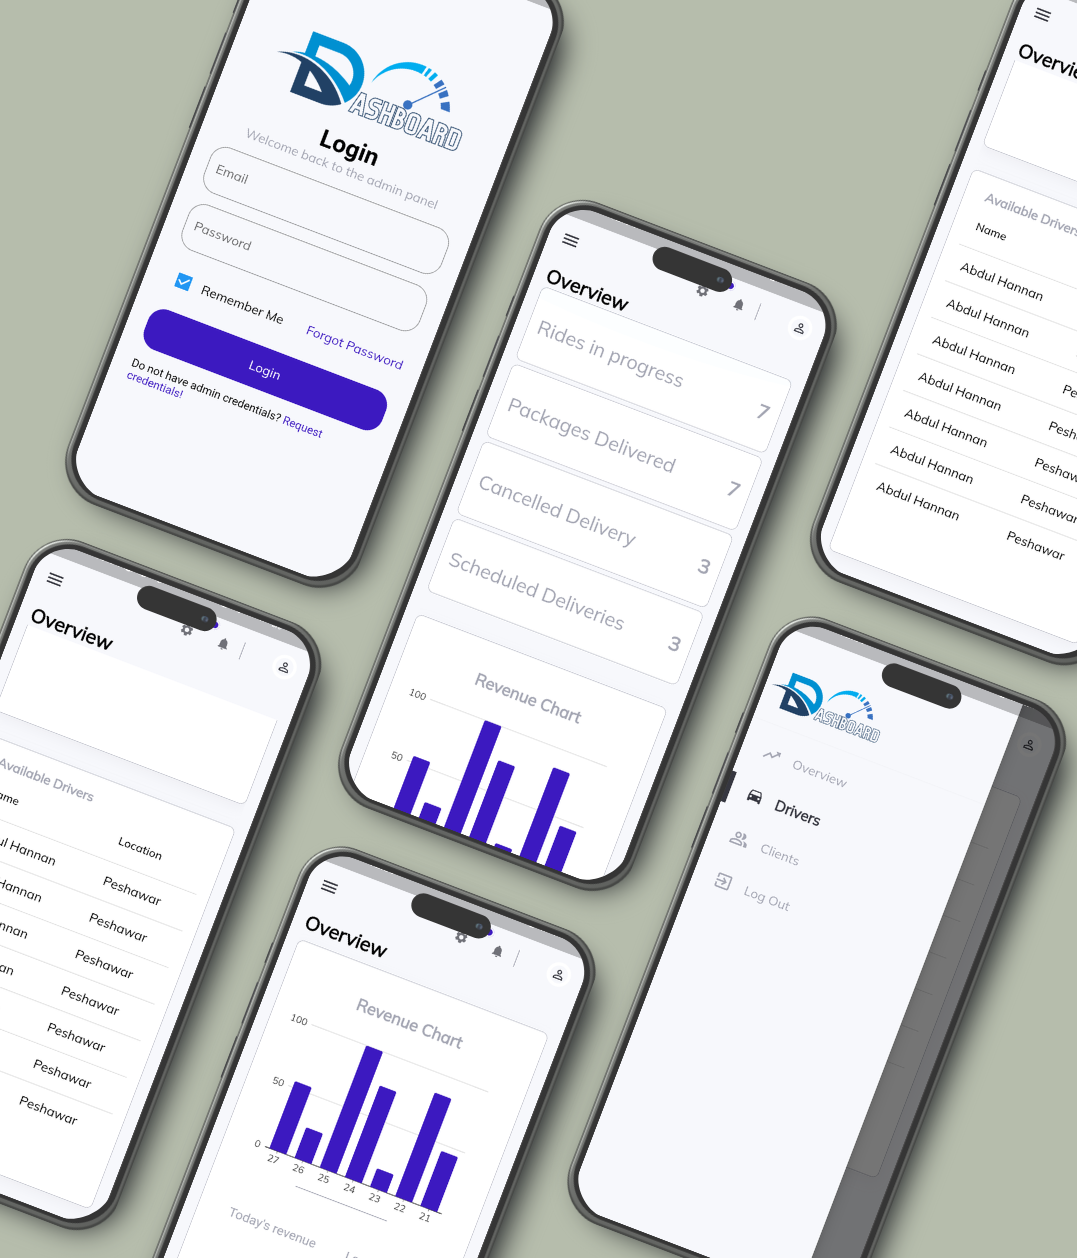 D
ASHBOARD
Login
Welcome back to the admin panel
Email
Password
Remember Me
Forgot Password
Login
Do not have admin credentials? Request
credentials!
Overview
Rides in progress
7
Packages Delivered
7
Cancelled Delivery
3
Scheduled Deliveries
3
Revenue Chart
100
50
Available Drivers
Name
Abdul Hannan
Abdul Hannan
Abdul Hannan Pe
Abdul Hannan Pesh
Abdul Hannan Peshaw
Abdul Hannan Peshawar
Abdul Hannan Peshawar
Overview
Available Drivers
ame Location
ul Hannan Peshawar
Hannan Peshawar
nnan Peshawar
an Peshawar
Peshawar
Peshawar
Peshawar
Overview
Revenue Chart
100
50
0
27 26 25 24 23 22 21
Today's revenue
D
ASHBOARD
Overview
Drivers
Clients
Log Out